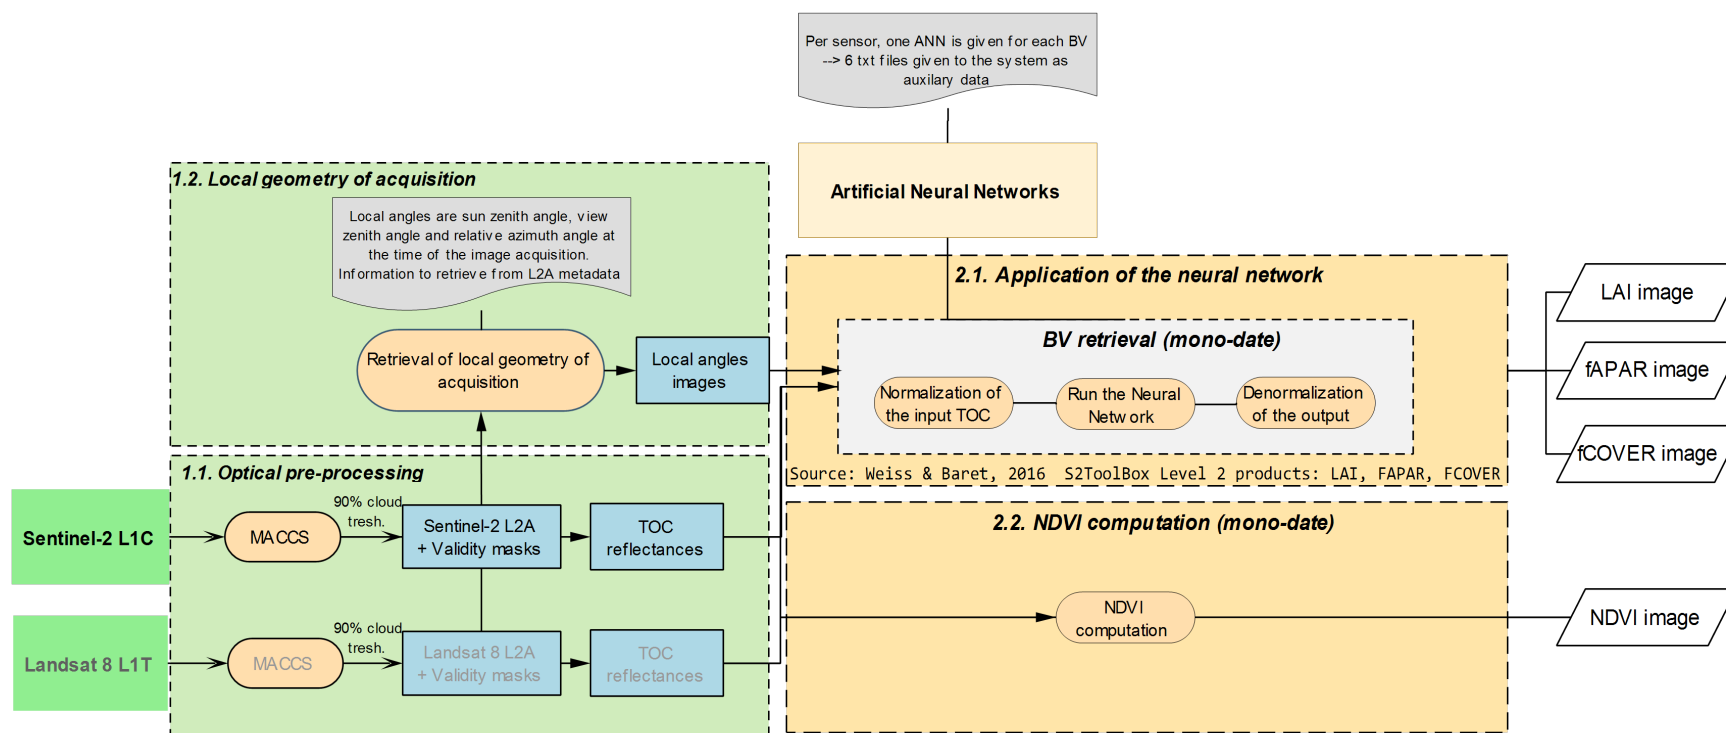 Per sensor, one ANN is given for each BV
--> 6 txt files given to the system as
auxilary data
Artificial Neural Networks
1.2. Local geometry of acquisition
Local angles are sun zenith angle, view
zenith angle and relative azimuth angle at
the time of the image acquisition.
Information to retrieve from L2A metadata
Retrieval of local geometry of
acquisition
Local angles
images
2.1. Application of the neural network
BV retrieval (mono-date)
Normalization of
the input TOC
Run the Neural
Network
Denormalization
of the output
Source: Weiss & Baret, 2016  S2ToolBox Level 2 products: LAI, FAPAR, FCOVER
LAI image
fAPAR image
fCOVER image
1.1. Optical pre-processing
Sentinel-2 L1C
MACCS
90% cloud
tresh.
Sentinel-2 L2A
+ Validity masks
TOC
reflectances
Landsat 8 L1T
MACCS
90% cloud
tresh.
Landsat 8 L2A
+ Validity masks
TOC
reflectances
2.2. NDVI computation (mono-date)
NDVI
computation
NDVI image